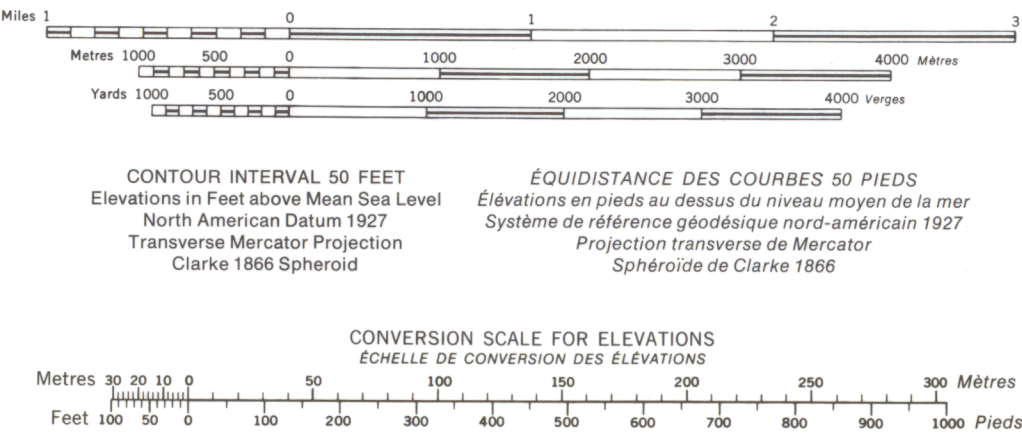 Miles 1 0 1 2 3
Metres 1000 500 0 1000 2000 3000 4000 Mètres
Yards 1000 500 0 1000 2000 3000 4000 Verges
CONTOUR INTERVAL 50 FEET
Elevations in Feet above Mean Sea Level
North American Datum 1927
Transverse Mercator Projection
Clarke 1866 Spheroid
ÉQUIDISTANCE DES COURBES 50 PIEDS
Élévations en pieds au dessus du niveau moyen de la mer
Système de référence géodésique nord-américain 1927
Projection transverse de Mercator
Sphéroïde de Clarke 1866
CONVERSION SCALE FOR ELEVATIONS
ÉCHELLE DE CONVERSION DES ÉLÉVATIONS
Metres 30 20 10 0 50 100 150 200 250 300 Mètres
Feet 100 50 0 100 200 300 400 500 600 700 800 900 1000 Pieds